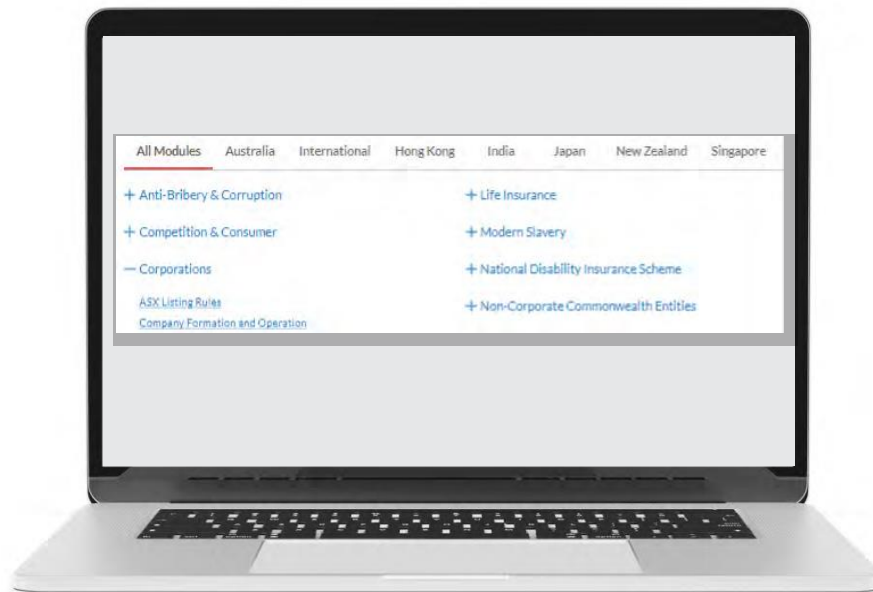 All Modules Australia International Hong Kong India Japan New Zealand Singapore
+ Anti-Bribery & Corruption
+ Competition & Consumer
— Corporations
ASX Listing Rules
Company Formation and Operation
+ Life Insurance
+ Modern Slavery
+ National Disability Insurance Scheme
+ Non-Corporate Commonwealth Entities